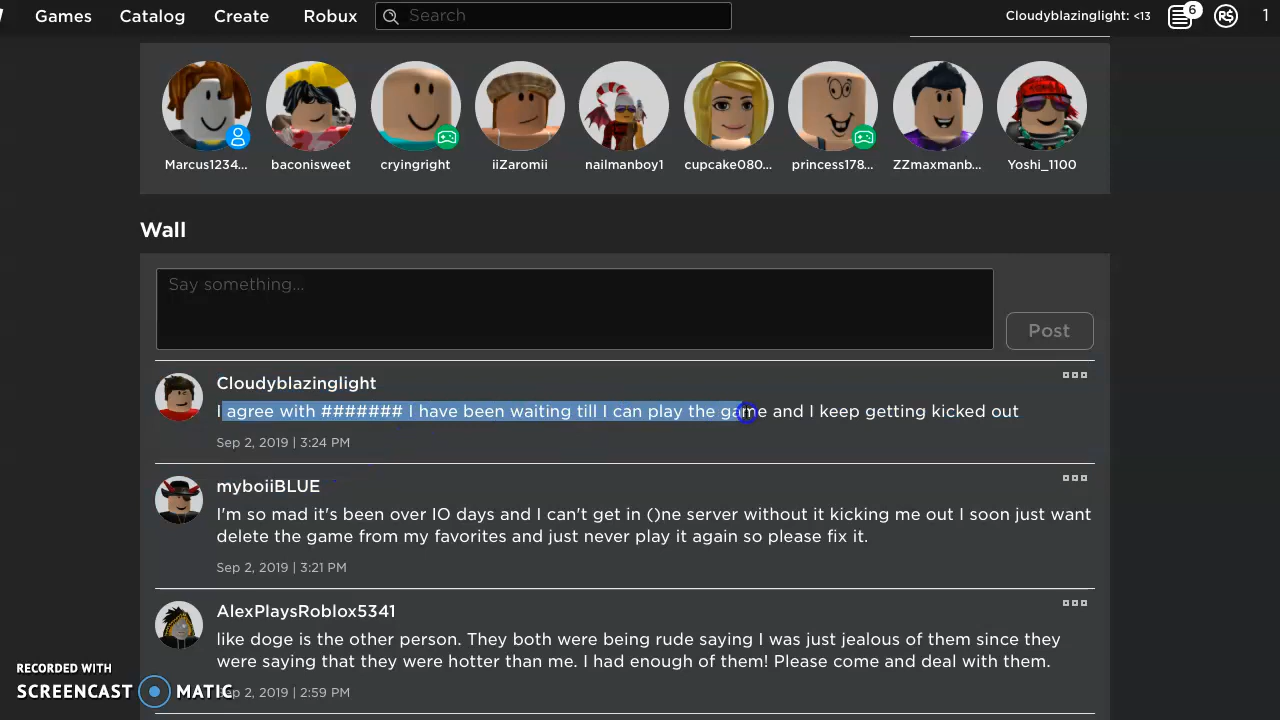 Games Catalog Create Robux Search Cloudyblazinglight: <13 6 R$ 1
Marcus1234... baconisweet cryingright iiZaromii nailmanboy1 cupcake080... princess178... ZZmaxmanb... Yoshi_1100
Wall
Say something...
Post
Cloudyblazinglight
I agree with ####### I have been waiting till I can play the game and I keep getting kicked out
Sep 2, 2019 | 3:24 PM
myboiiBLUE
I'm so mad it's been over IO days and I can't get in ()ne server without it kicking me out I soon just want
delete the game from my favorites and just never play it again so please fix it.
Sep 2, 2019 | 3:21 PM
AlexPlaysRoblox5341
like doge is the other person. They both were being rude saying I was just jealous of them since they
were saying that they were hotter than me. I had enough of them! Please come and deal with them.
Sep 2, 2019 | 2:59 PM
RECORDED WITH
SCREENCAST MATIC